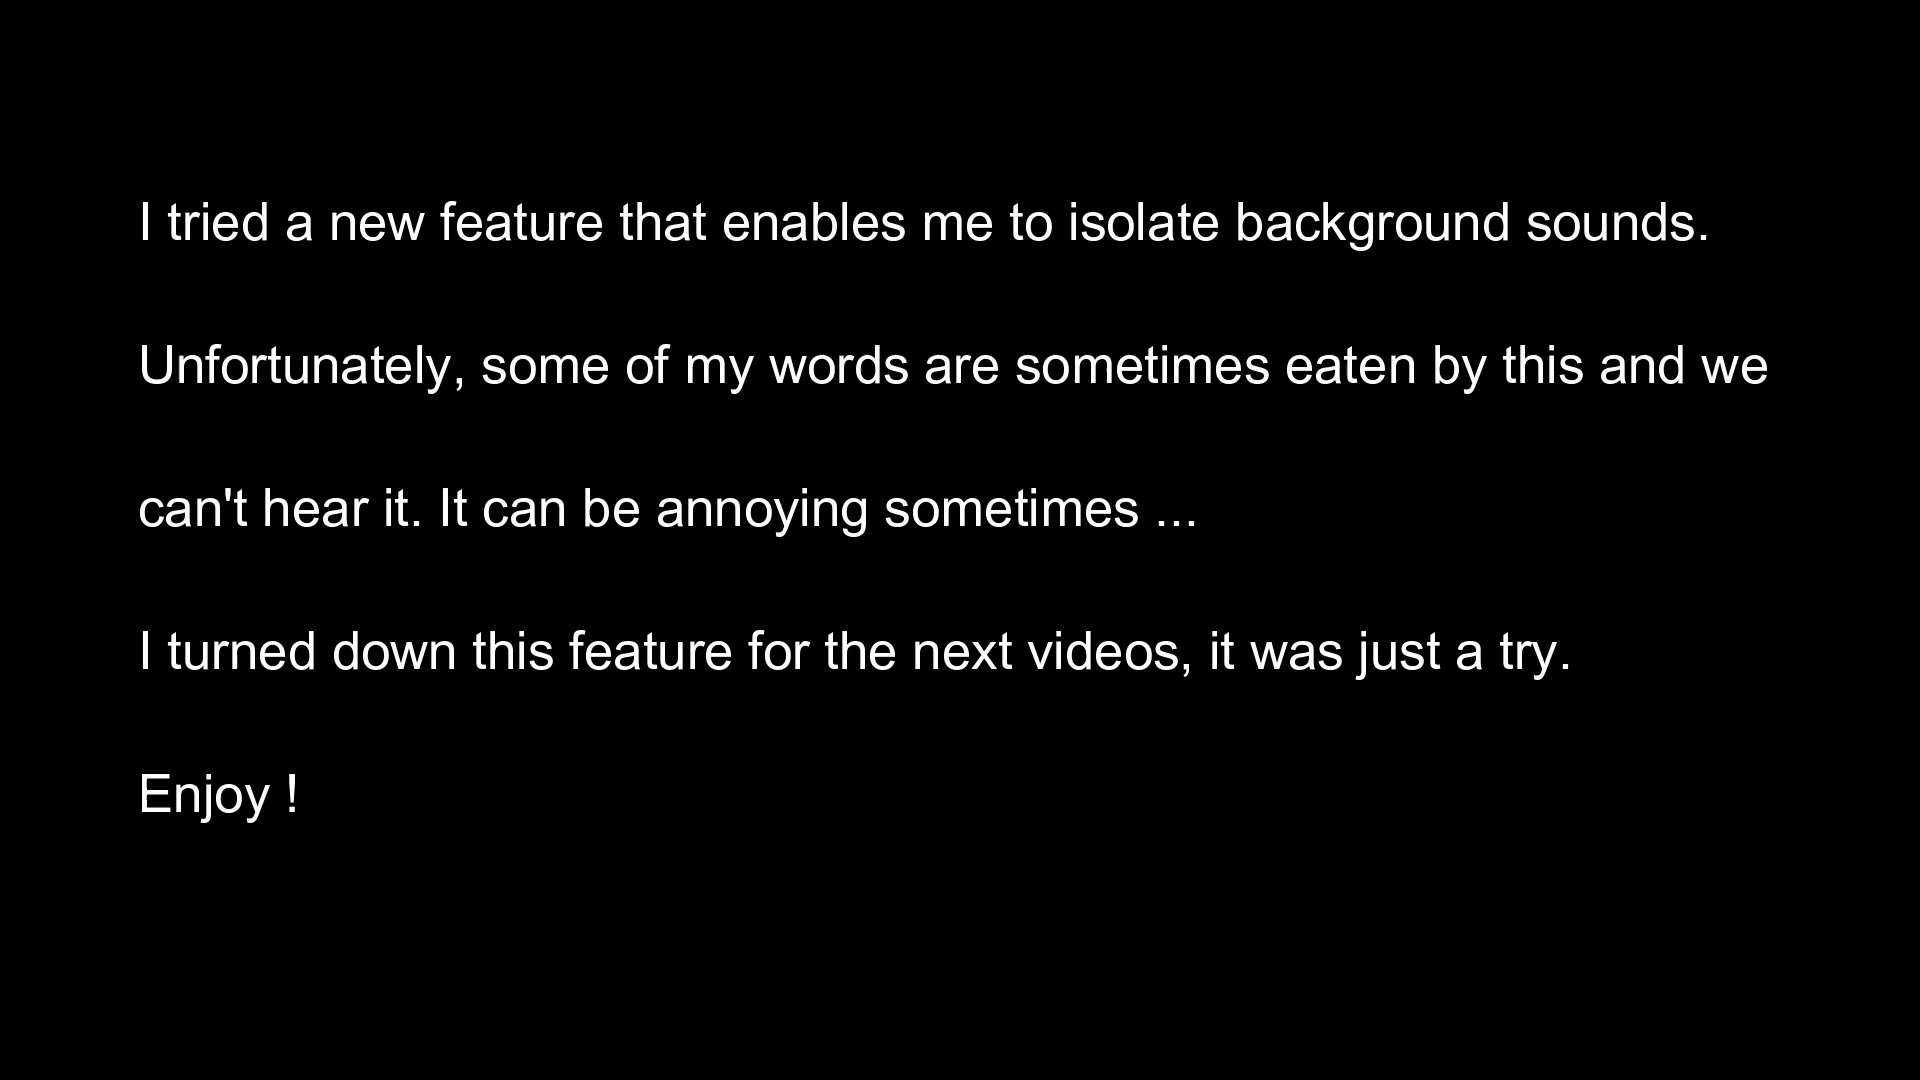 I tried a new feature that enables me to isolate background sounds.
Unfortunately, some of my words are sometimes eaten by this and we
can't hear it. It can be annoying sometimes ...
I turned down this feature for the next videos, it was just a try.
Enjoy !